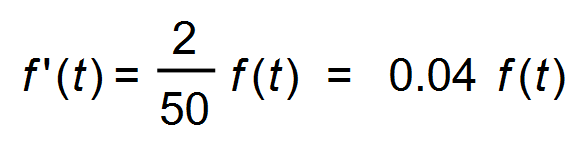 f'(t) = 2/50 f(t) = 0.04 f(t)